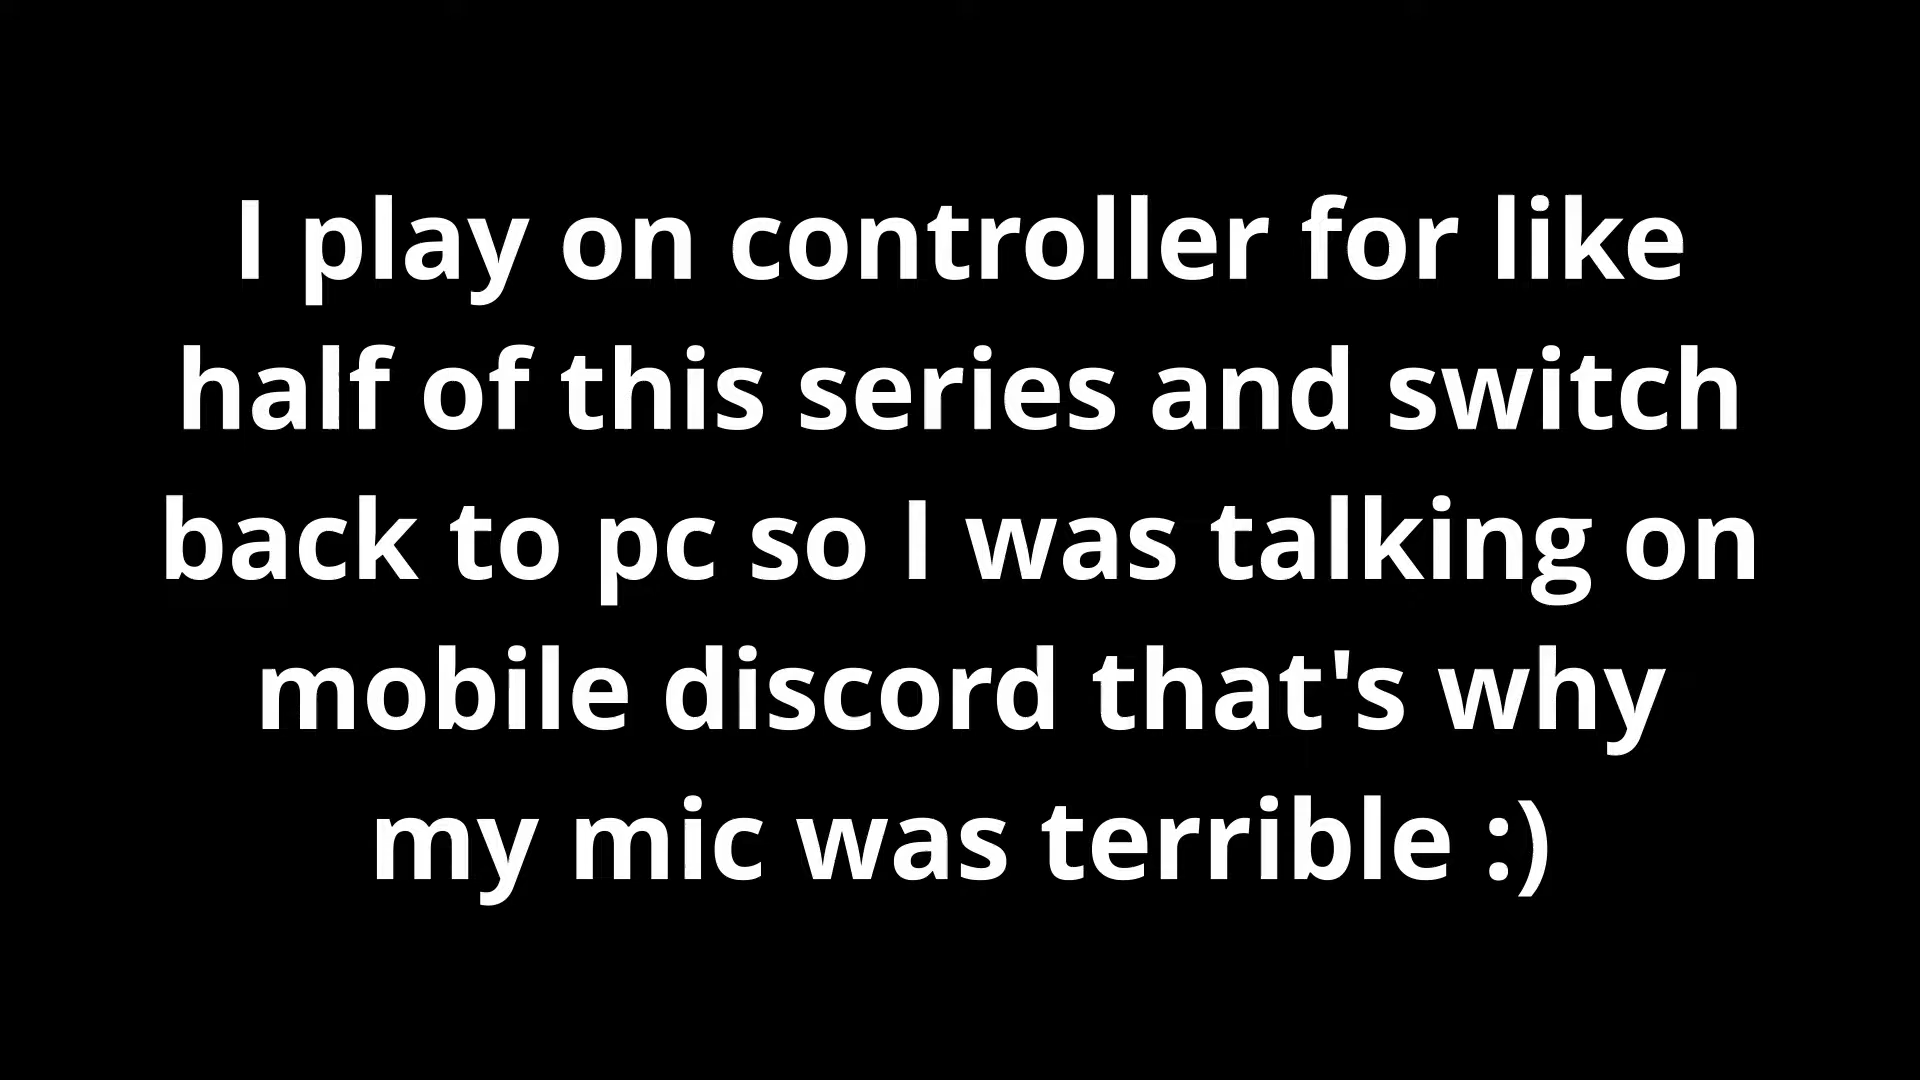 I play on controller for like
half of this series and switch
back to pc so I was talking on
mobile discord that's why
my mic was terrible :)